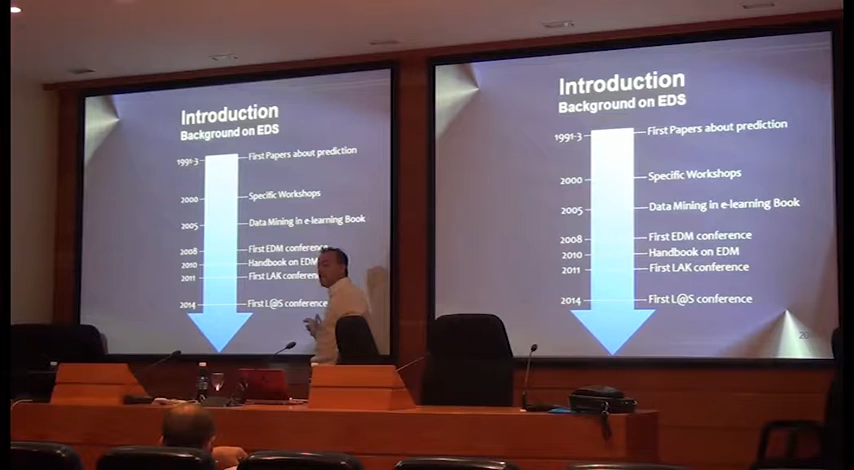 Introduction
Background on EDS
1991-3 First Papers about prediction
2000 Specific Workshops
2005 Data Mining in e-learning Book
2008 First EDM conference
2010 Handbook on EDM
2011 First LAK conference
2014 First L@S conference
Introduction
Background on EDS
1991-3 First Papers about prediction
2000 Specific Workshops
2005 Data Mining in e-learning Book
2008 First EDM conference
2010 Handbook on EDM
2011 First LAK conference
2014 First L@S conference